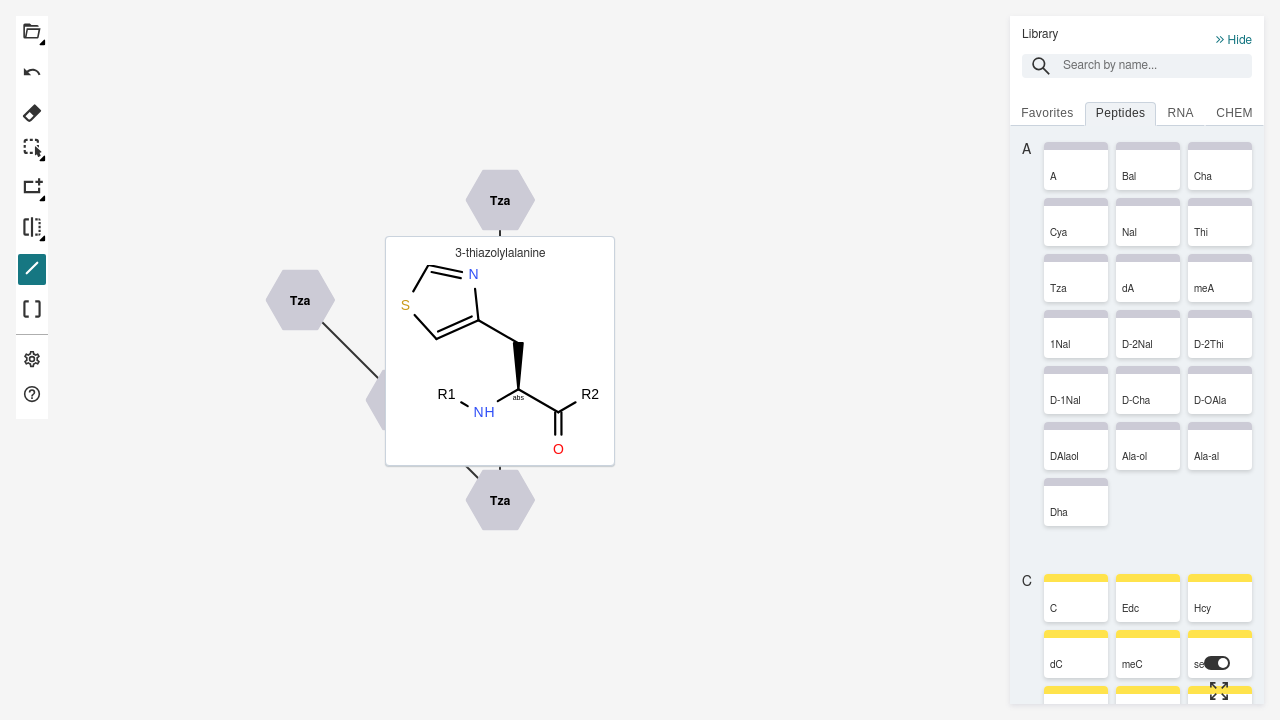 Library
Hide
Search by name...
Favorites Peptides RNA CHEM
A
A Bal Cha
Cya Nal Thi
Tza dA meA
1Nal D-2Nal D-2Thi
D-1Nal D-Cha D-OAla
DAlaol Ala-ol Ala-al
Dha
C
C Edc Hcy
dC meC
Tza
3-thiazolylalanine
N
S
R1 NH abs R2
O
Tza
Tza